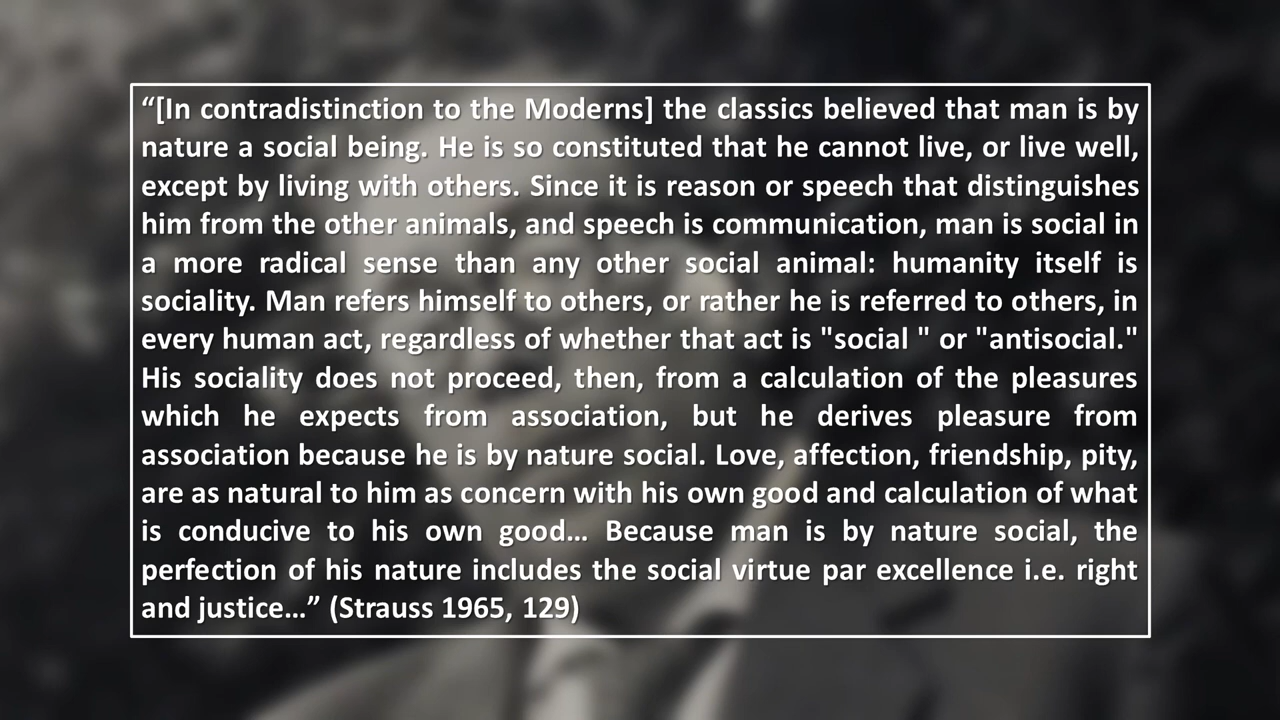 “[In contradistinction to the Moderns] the classics believed that man is by
nature a social being. He is so constituted that he cannot live, or live well,
except by living with others. Since it is reason or speech that distinguishes
him from the other animals, and speech is communication, man is social in
a more radical sense than any other social animal: humanity itself is
sociality. Man refers himself to others, or rather he is referred to others, in
every human act, regardless of whether that act is "social " or "antisocial."
His sociality does not proceed, then, from a calculation of the pleasures
which he expects from association, but he derives pleasure from
association because he is by nature social. Love, affection, friendship, pity,
are as natural to him as concern with his own good and calculation of what
is conducive to his own good… Because man is by nature social, the
perfection of his nature includes the social virtue par excellence i.e. right
and justice…” (Strauss 1965, 129)